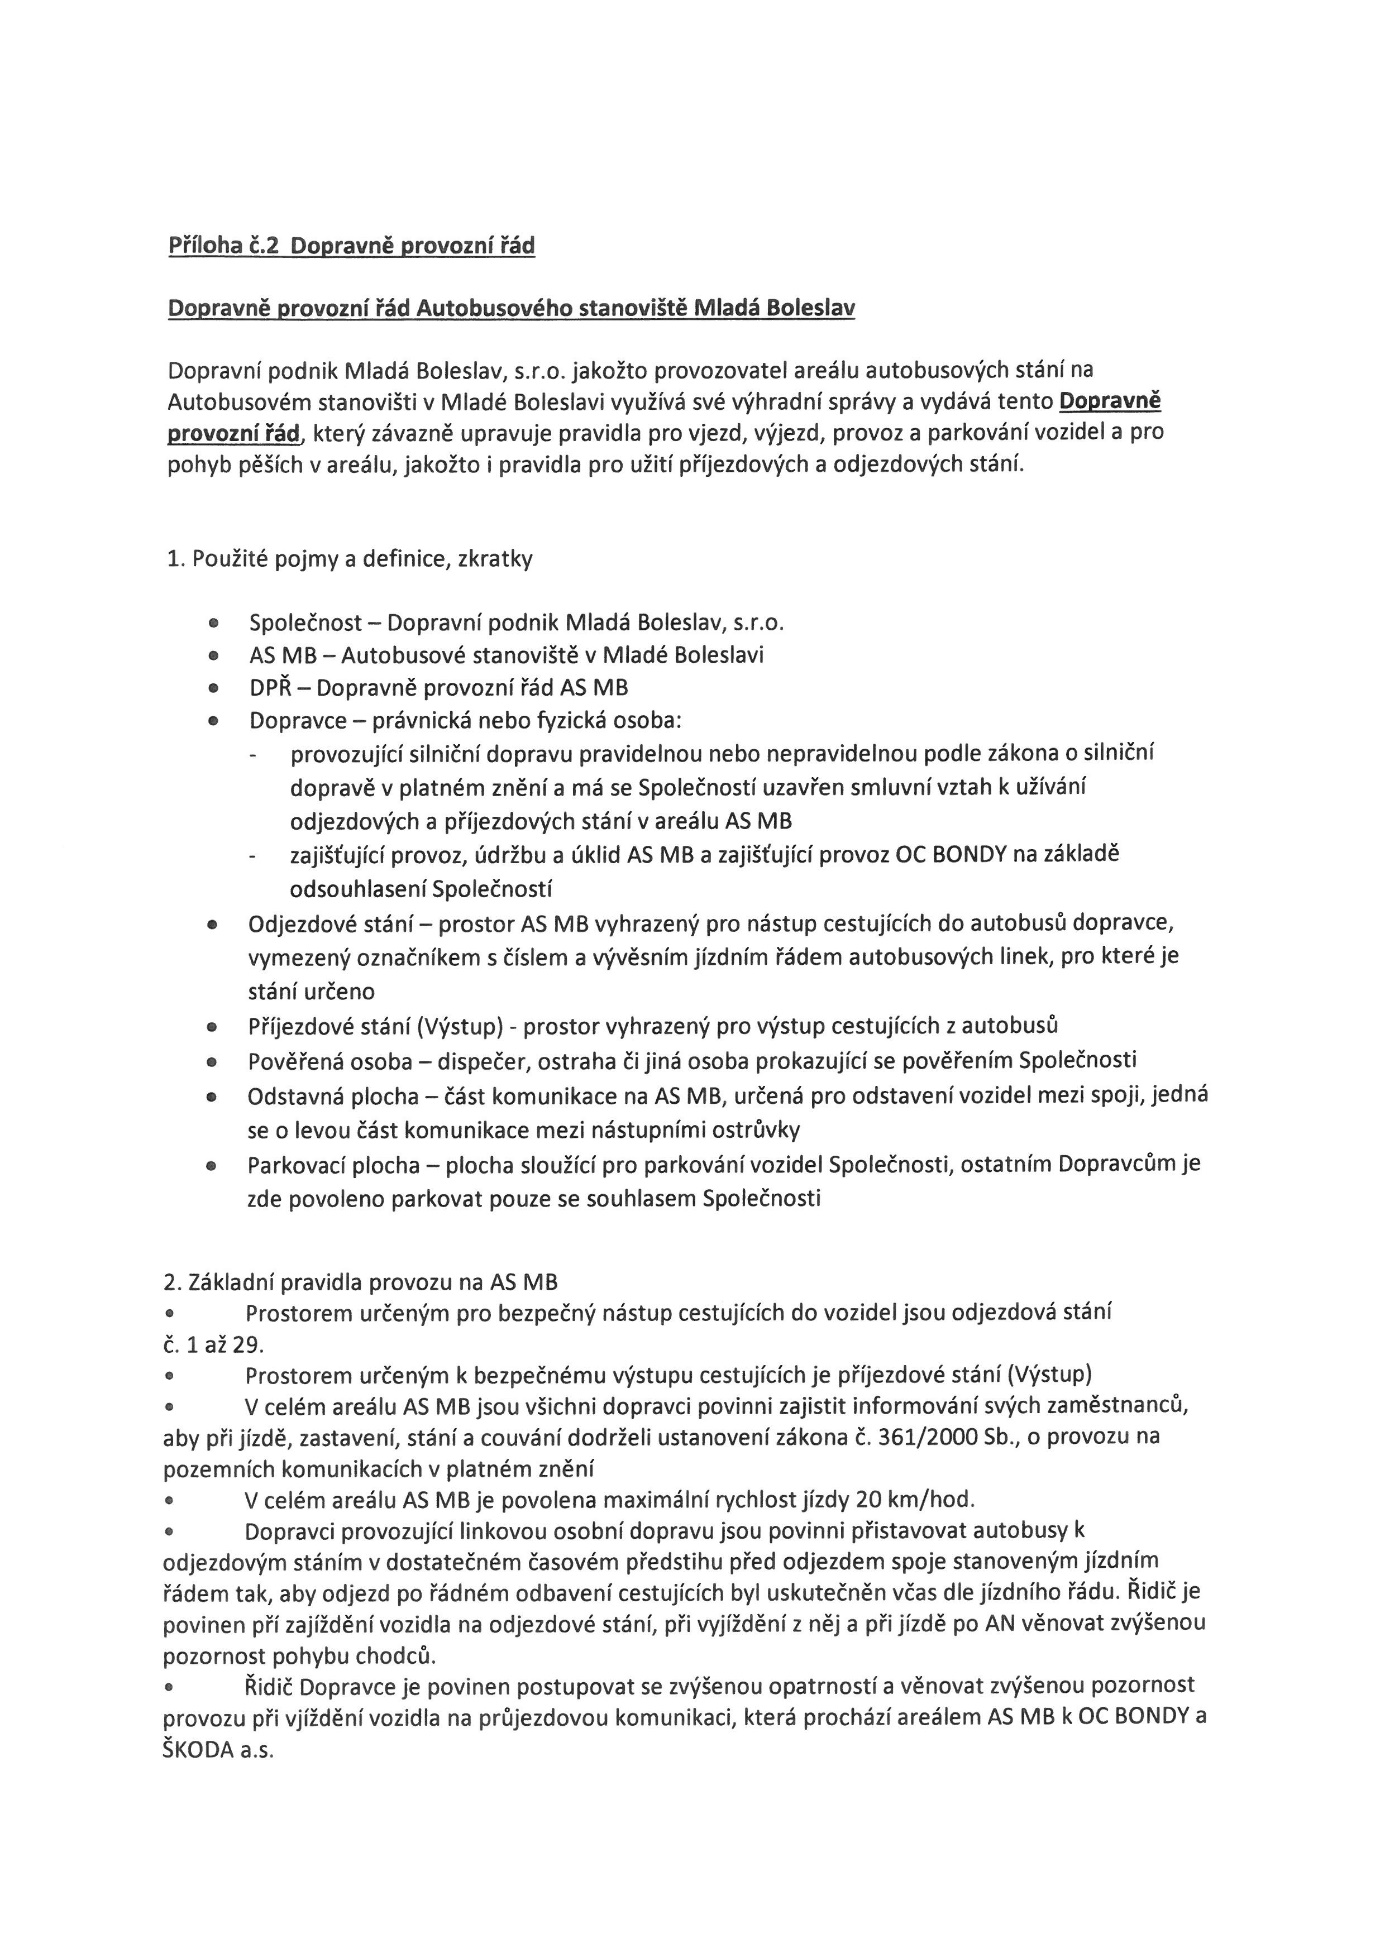 Příloha č.2  Dopravně provozní řád
Dopravně provozní řád Autobusového stanoviště Mladá Boleslav
Dopravní podnik Mladá Boleslav, s.r.o. jakožto provozovatel areálu autobusových stání na
Autobusovém stanovišti v Mladé Boleslavi využívá své výhradní správy a vydává tento Dopravně
provozní řád, který závazně upravuje pravidla pro vjezd, výjezd, provoz a parkování vozidel a pro
pohyb pěších v areálu, jakožto i pravidla pro užití příjezdových a odjezdových stání.
1. Použité pojmy a definice, zkratky
• Společnost – Dopravní podnik Mladá Boleslav, s.r.o.
• AS MB – Autobusové stanoviště v Mladé Boleslavi
• DPŘ – Dopravně provozní řád AS MB
• Dopravce – právnická nebo fyzická osoba:
- provozující silniční dopravu pravidelnou nebo nepravidelnou podle zákona o silniční
dopravě v platném znění a má se Společností uzavřen smluvní vztah k užívání
odjezdových a příjezdových stání v areálu AS MB
- zajišťující provoz, údržbu a úklid AS MB a zajišťující provoz OC BONDY na základě
odsouhlasení Společností
• Odjezdové stání – prostor AS MB vyhrazený pro nástup cestujících do autobusů dopravce,
vymezený označníkem s číslem a vývěsním jízdním řádem autobusových linek, pro které je
stání určeno
• Příjezdové stání (Výstup) - prostor vyhrazený pro výstup cestujících z autobusů
• Pověřená osoba – dispečer, ostraha či jiná osoba prokazující se pověřením Společnosti
• Odstavná plocha – část komunikace na AS MB, určená pro odstavení vozidel mezi spoji, jedná
se o levou část komunikace mezi nástupními ostrůvky
• Parkovací plocha – plocha sloužící pro parkování vozidel Společnosti, ostatním Dopravcům je
zde povoleno parkovat pouze se souhlasem Společnosti
2. Základní pravidla provozu na AS MB
• Prostorem určeným pro bezpečný nástup cestujících do vozidel jsou odjezdová stání
č. 1 až 29.
• Prostorem určeným k bezpečnému výstupu cestujících je příjezdové stání (Výstup)
• V celém areálu AS MB jsou všichni dopravci povinni zajistit informování svých zaměstnanců,
aby při jízdě, zastavení, stání a couvání dodrželi ustanovení zákona č. 361/2000 Sb., o provozu na
pozemních komunikacích v platném znění
• V celém areálu AS MB je povolena maximální rychlost jízdy 20 km/hod.
• Dopravci provozující linkovou osobní dopravu jsou povinni přistavovat autobusy k
odjezdovým stáním v dostatečném časovém předstihu před odjezdem spoje stanoveným jízdním
řádem tak, aby odjezd po řádném odbavení cestujících byl uskutečněn včas dle jízdního řádu. Řidič je
povinen pří zajíždění vozidla na odjezdové stání, při vyjíždění z něj a při jízdě po AN věnovat zvýšenou
pozornost pohybu chodců.
• Řidič Dopravce je povinen postupovat se zvýšenou opatrností a věnovat zvýšenou pozornost
provozu při vjíždění vozidla na průjezdovou komunikaci, která prochází areálem AS MB k OC BONDY a
ŠKODA a.s.